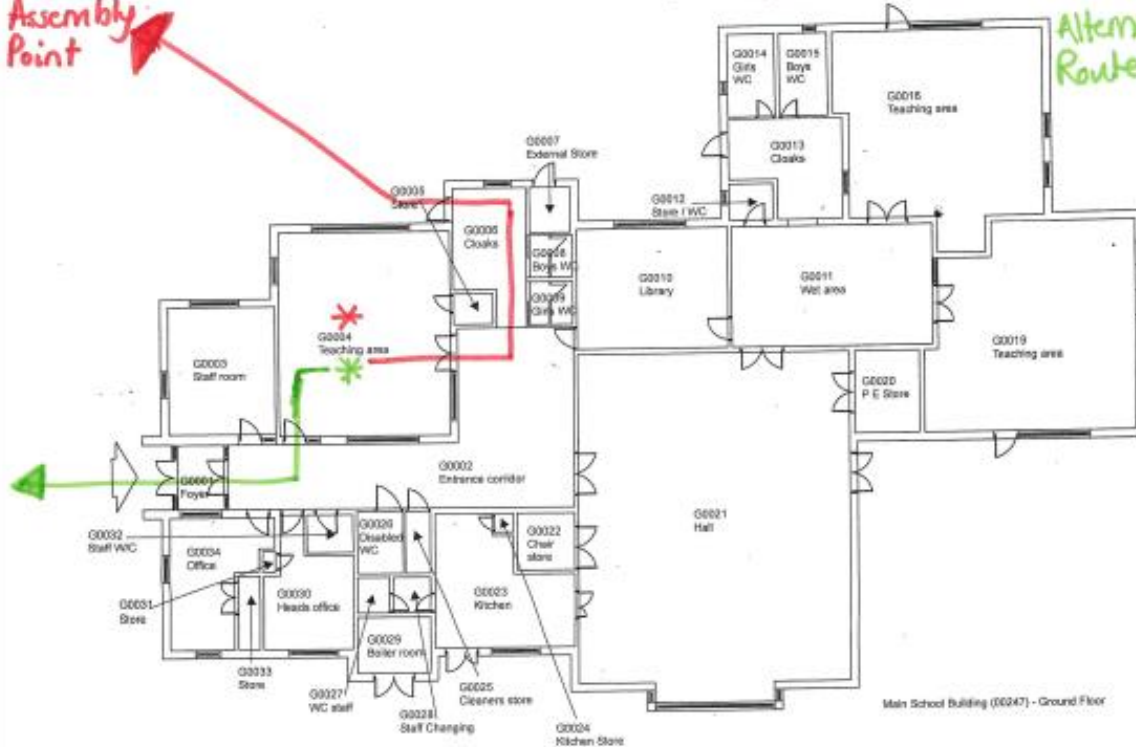 Assembly
Point
Altern
Route
G0014
Girls
WC
G0015
Boys
WC
G0016
Teaching area
G0007
External Store
G0013
Cloaks
G0005
Store
G0012
Store / WC
G0006
Cloaks
G0008
Boys WC
G0009
Girls WC
G0010
Library
G0011
Wet area
G0004
Teaching area
G0003
Staff room
G0019
Teaching area
G0020
P E Store
G0002
Entrance corridor
G0001
Foyer
G0021
Hall
G0032
Staff W/C
G0034
Office
G0026
Disabled
WC
G0022
Chair
store
G0031
Store
G0030
Heads office
G0023
Kitchen
G0029
Boiler room
G0033
Store
G0027
WC staff
G0028
Staff Changing
G0025
Cleaners store
G0024
Kitchen Store
Main School Building (00247) - Ground Floor